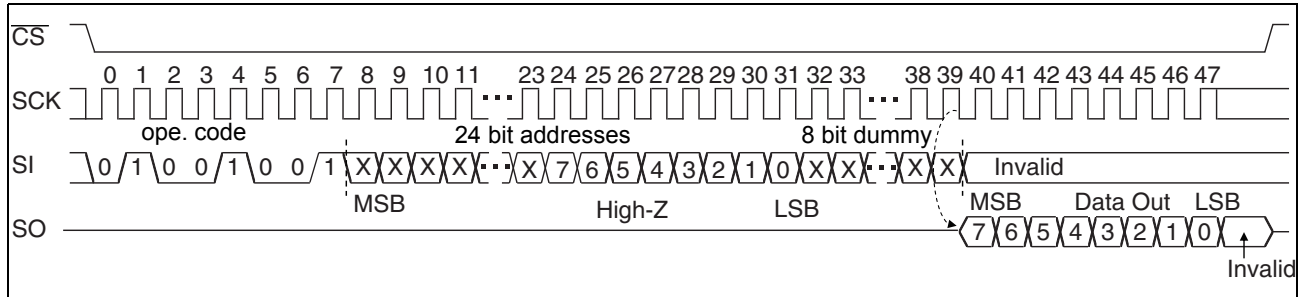 CS
0 1 2 3 4 5 6 7 8 9 10 11 23 24 25 26 27 28 29 30 31 32 33 38 39 40 41 42 43 44 45 46 47
SCK
ope. code 24 bit addresses 8 bit dummy
SI 0 1 0 0 1 0 0 1 X X X X X 7 6 5 4 3 2 1 0 X X X X Invalid
MSB High-Z LSB MSB Data Out LSB
SO 7 6 5 4 3 2 1 0
Invalid